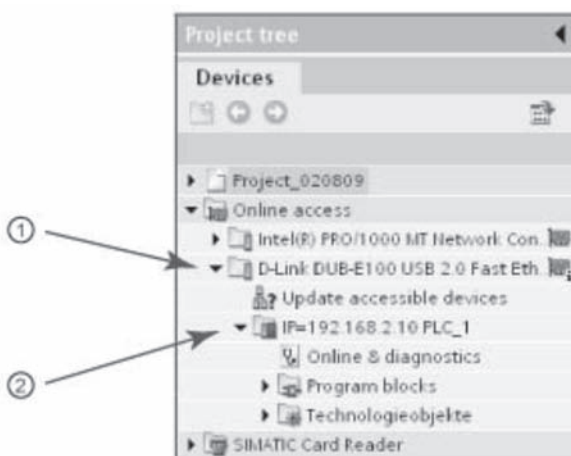 Project tree
Devices
Project_020809
Online access
① Intel(R) PRO/1000 MT Network Con.
D-Link DUB-E100 USB 2.0 Fast Eth.
Update accessible devices
IP=192.168.2.10 PLC_1
Online & diagnostics
② Program blocks
Technologieobjekte
SIMATIC Card Reader